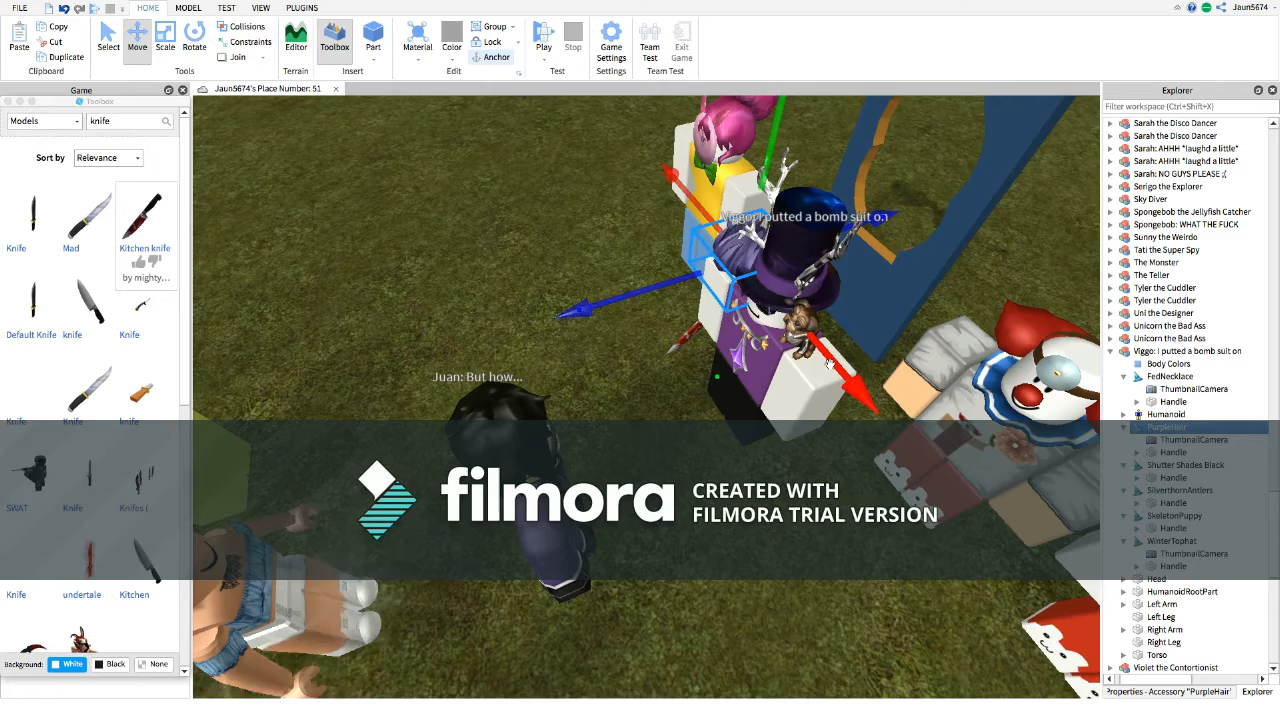 FILE HOME MODEL TEST VIEW PLUGINS Jaun5674
Paste Copy Cut Duplicate Select Move Scale Rotate Collisions Constraints Join Editor Toolbox Part Material Color Group Lock Anchor Play Stop Game Settings Team Test Exit Game
Clipboard Tools Terrain Insert Edit Test Settings Team Test
Game
Toolbox
Jaun5674's Place Number: 51
Explorer
Models knife
Filter workspace (Ctrl+Shift+X)
Sort by Relevance
Knife Mad Kitchen knife
by mighty...
Default Knife knife Knife
Knife Knife knife
SWAT Knife Knives (
Knife undertale Kitchen
Background: White Black None
Viggo: I putted a bomb suit on
Juan: But how...
filmora
CREATED WITH
FILMORA TRIAL VERSION
Sarah the Disco Dancer
Sarah the Disco Dancer
Sarah: AHHH *laughd a little*
Sarah: AHHH *laughd a little*
Sarah: NO GUYS PLEASE ;(
Serigo the Explorer
Sky Diver
Spongebob the Jellyfish Catcher
Spongebob: WHAT THE FUCK
Sunny the Weirdo
Tati the Super Spy
The Monster
The Teller
Tyler the Cuddler
Tyler the Cuddler
Uni the Designer
Unicorn the Bad Ass
Unicorn the Bad Ass
Viggo: I putted a bomb suit on
Body Colors
FedNecklace
ThumbnailCamera
Handle
Humanoid
PurpleHair
ThumbnailCamera
Handle
Shutter Shades Black
Handle
SilverthornAntlers
Handle
SkeletonPuppy
Handle
WinterTophat
ThumbnailCamera
Handle
Head
HumanoidRootPart
Left Arm
Left Leg
Right Arm
Right Leg
Torso
Violet the Contortionist
Properties - Accessory "PurpleHair" Explorer